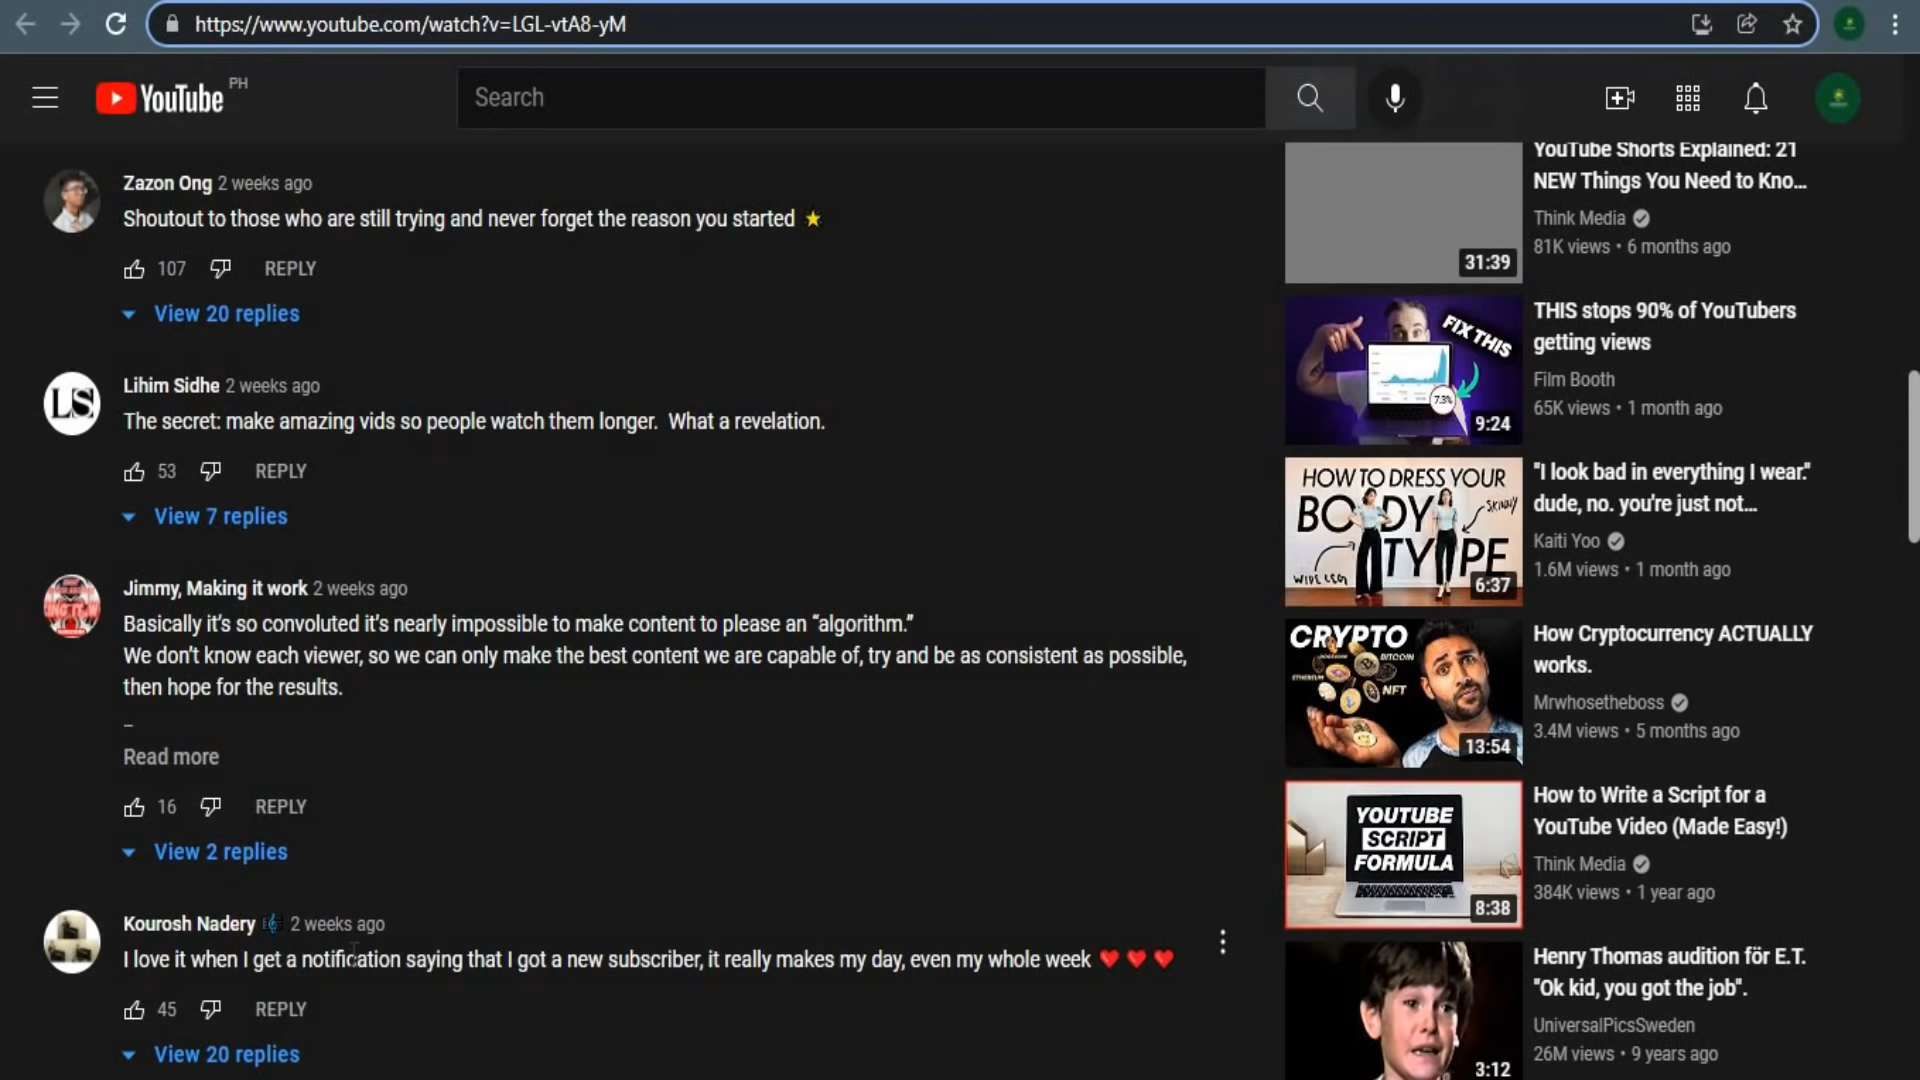 https://www.youtube.com/watch?v=LGL-vtA8-yM
YouTube PH
Search
Zazon Ong 2 weeks ago
Shoutout to those who are still trying and never forget the reason you started
107 REPLY
View 20 replies
LS
Lihim Sidhe 2 weeks ago
The secret: make amazing vids so people watch them longer. What a revelation.
53 REPLY
View 7 replies
Jimmy, Making it work 2 weeks ago
Basically it's so convoluted it's nearly impossible to make content to please an “algorithm.”
We don't know each viewer, so we can only make the best content we are capable of, try and be as consistent as possible,
then hope for the results.
_
Read more
16 REPLY
View 2 replies
Kourosh Nadery 2 weeks ago
I love it when I get a notification saying that I got a new subscriber, it really makes my day, even my whole week
45 REPLY
View 20 replies
31:39
YouTube Shorts Explained: 21
NEW Things You Need to Kno...
Think Media
81K views • 6 months ago
FIX THIS
7.3%
9:24
THIS stops 90% of YouTubers
getting views
Film Booth
65K views • 1 month ago
HOW TO DRESS YOUR
BODY
TYPE
SKINNY
WIDE LEG
6:37
"I look bad in everything I wear."
dude, no. you're just not...
Kaiti Yoo
1.6M views • 1 month ago
CRYPTO
BITCOIN
ETHEREUM
NFT
13:54
How Cryptocurrency ACTUALLY
works.
Mrwhosetheboss
3.4M views • 5 months ago
YOUTUBE
SCRIPT
FORMULA
8:38
How to Write a Script for a
YouTube Video (Made Easy!)
Think Media
384K views • 1 year ago
3:12
Henry Thomas audition för E.T.
"Ok kid, you got the job".
UniversalPicsSweden
26M views • 9 years ago